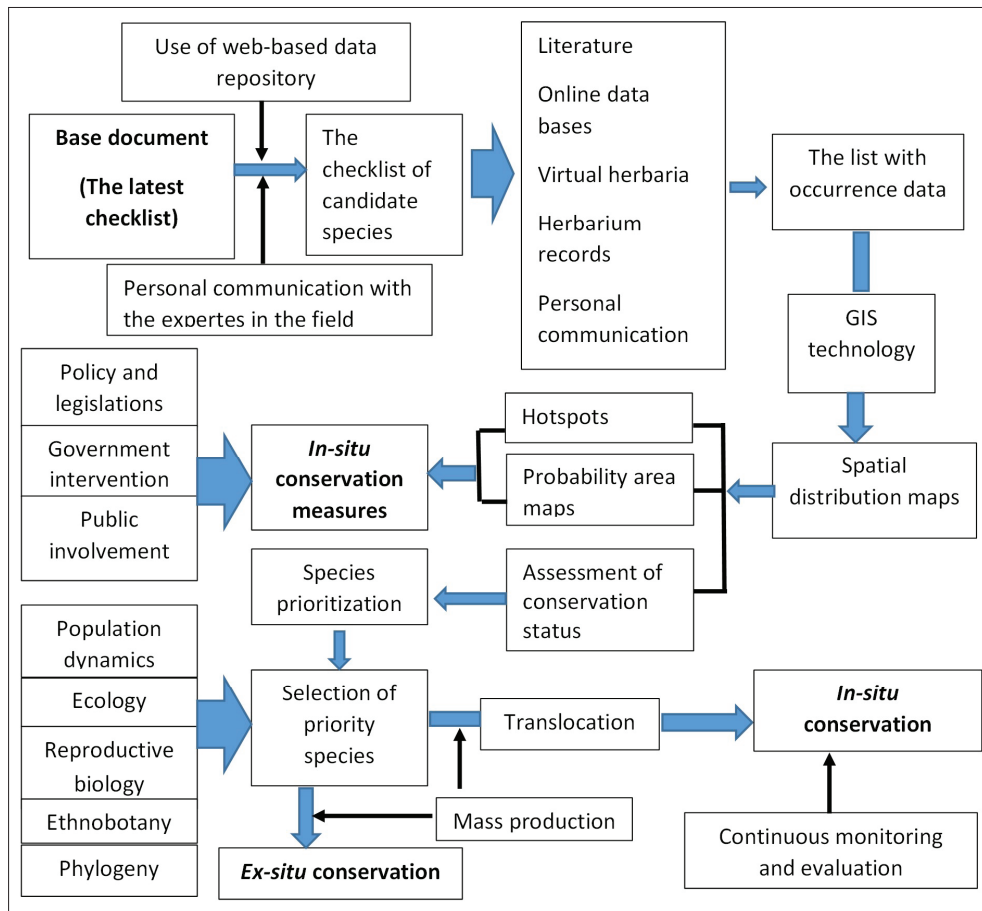 Use of web-based data
repository
Base document
(The latest
checklist)
The
checklist of
candidate
species
Personal communication with
the expertes in the field
Literature
Online data
bases
Virtual herbaria
Herbarium
records
Personal
communication
The list with
occurrence data
GIS
technology
Spatial
distribution maps
Policy and
legislations
Government
intervention
Public
involvement
In-situ
conservation
measures
Hotspots
Probability area
maps
Assessment of
conservation
status
Species
prioritization
Population
dynamics
Ecology
Reproductive
biology
Ethnobotany
Phylogeny
Selection of
priority
species
Translocation
In-situ
conservation
Mass production
Ex-situ conservation
Continuous monitoring
and evaluation